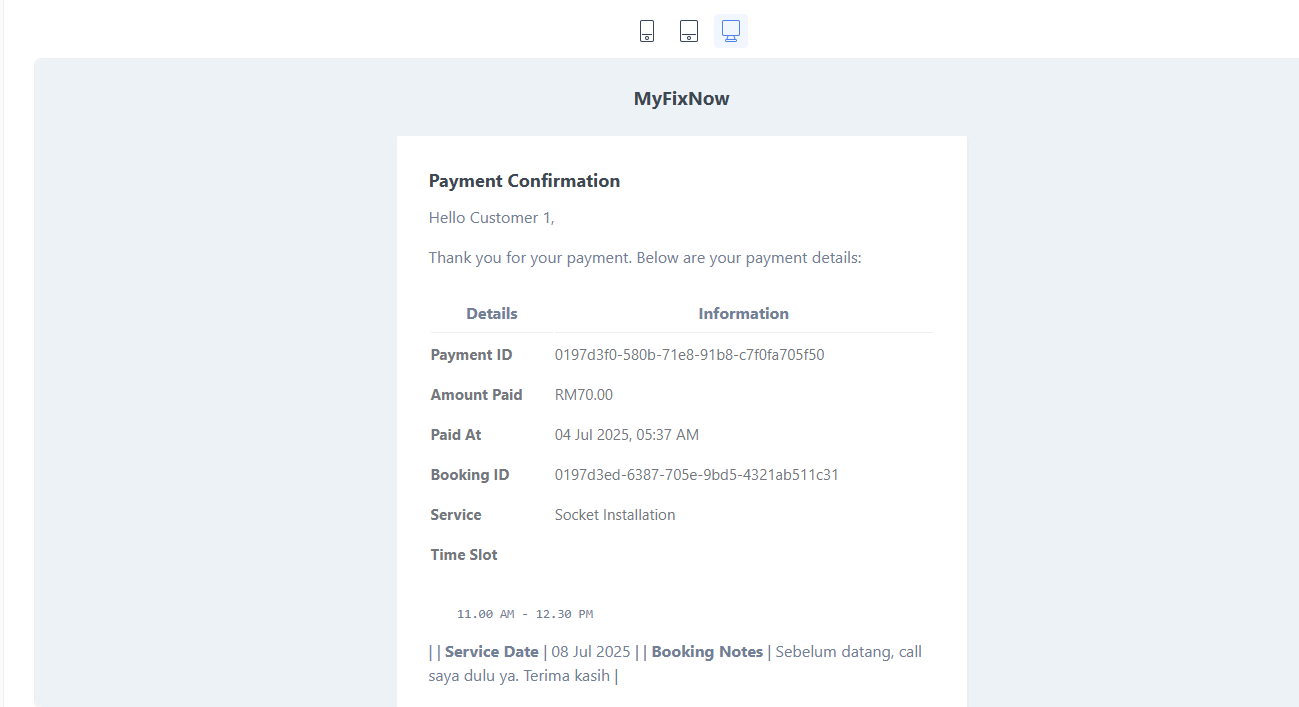 MyFixNow
Payment Confirmation
Hello Customer 1,
Thank you for your payment. Below are your payment details:
Details Information
Payment ID 0197d3f0-580b-71e8-91b8-c7f0fa705f50
Amount Paid RM70.00
Paid At 04 Jul 2025, 05:37 AM
Booking ID 0197d3ed-6387-705e-9bd5-4321ab511c31
Service Socket Installation
Time Slot
11.00 AM - 12.30 PM
| | Service Date | 08 Jul 2025 | | Booking Notes | Sebelum datang, call
saya dulu ya. Terima kasih |